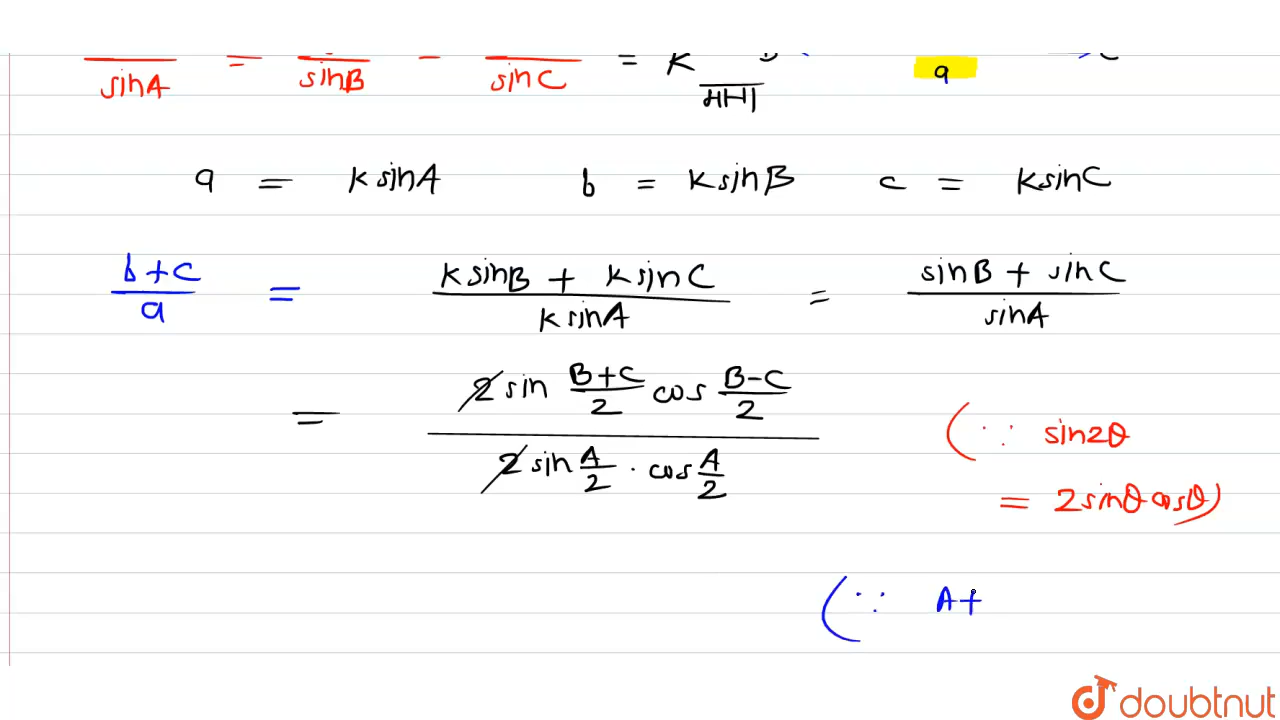 sinA = sinB = sinC = K माना a
a = K sinA b = K sinB c = K sinC
b+c / a = K sinB + K sinC / K sinA = sinB + sinC / sinA
= 2 sin B+C / 2 cos B-C / 2 / 2 sin A/2 . cos A/2
(∵ sin2θ
= 2sinθ cosθ)
(∵ A+
doubtnut